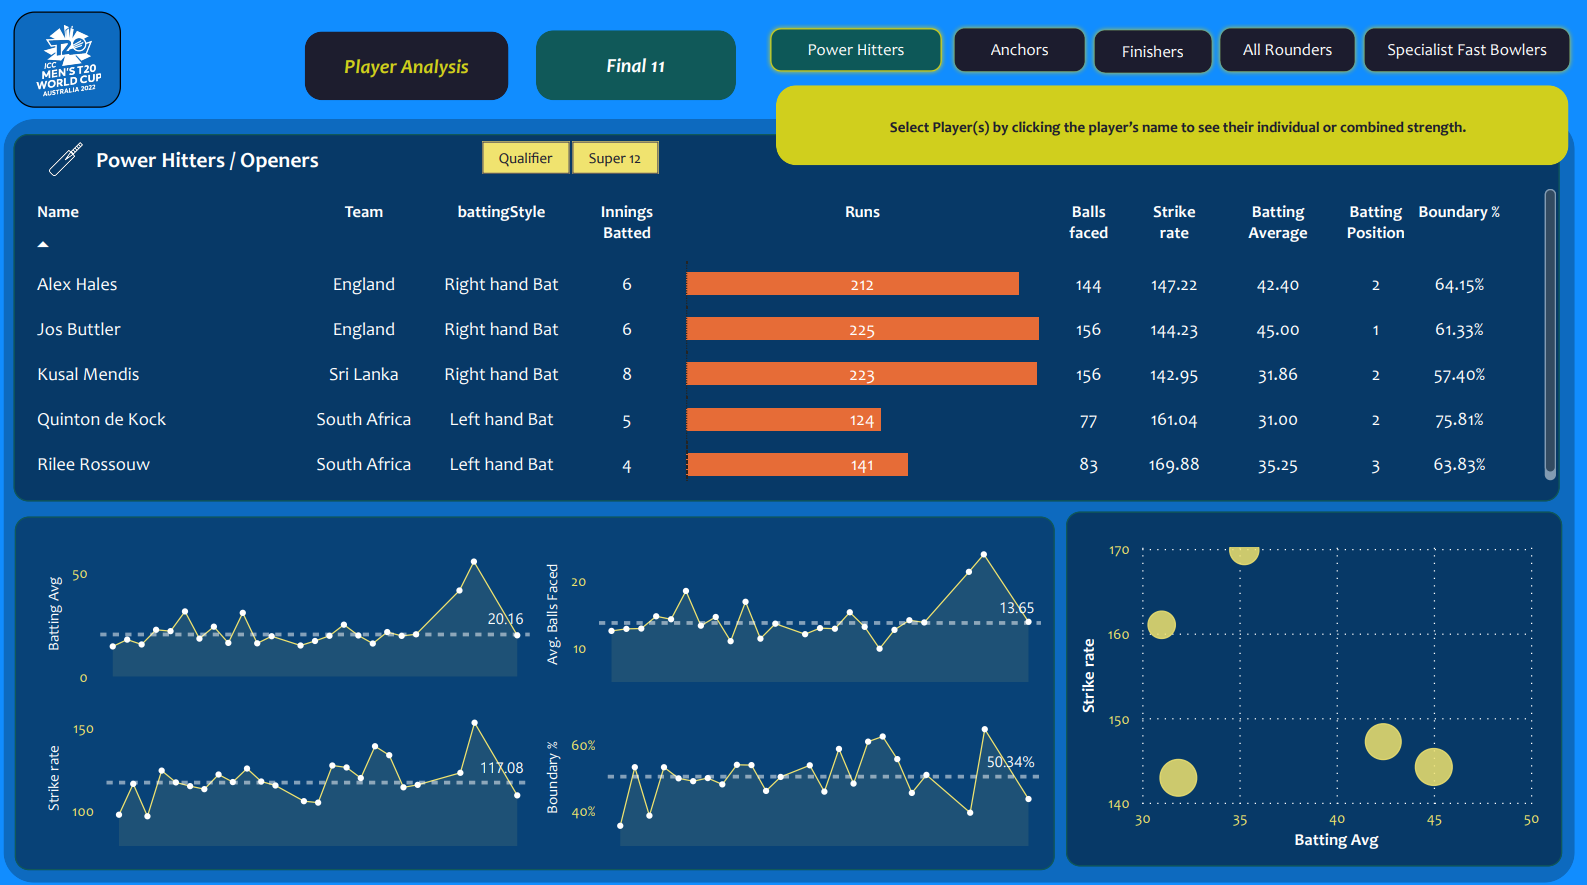 ICC
MEN'S T20
WORLD CUP
AUSTRALIA 2022
Player Analysis
Final 11
Power Hitters
Anchors
Finishers
All Rounders
Specialist Fast Bowlers
Select Player(s) by clicking the player's name to see their individual or combined strength.
Power Hitters / Openers
Qualifier
Super 12
Name Team battingStyle Innings Batted Runs Balls faced Strike rate Batting Average Batting Position Boundary %
Alex Hales England Right hand Bat 6 212 144 147.22 42.40 2 64.15%
Jos Buttler England Right hand Bat 6 225 156 144.23 45.00 1 61.33%
Kusal Mendis Sri Lanka Right hand Bat 8 223 156 142.95 31.86 2 57.40%
Quinton de Kock South Africa Left hand Bat 5 124 77 161.04 31.00 2 75.81%
Rilee Rossouw South Africa Left hand Bat 4 141 83 169.88 35.25 3 63.83%
Batting Avg
50
0
20.16
Avg. Balls Faced
20
10
13.65
Strike rate
150
100
117.08
Boundary %
60%
40%
50.34%
Strike rate
170
160
150
140
30 35 40 45 50
Batting Avg